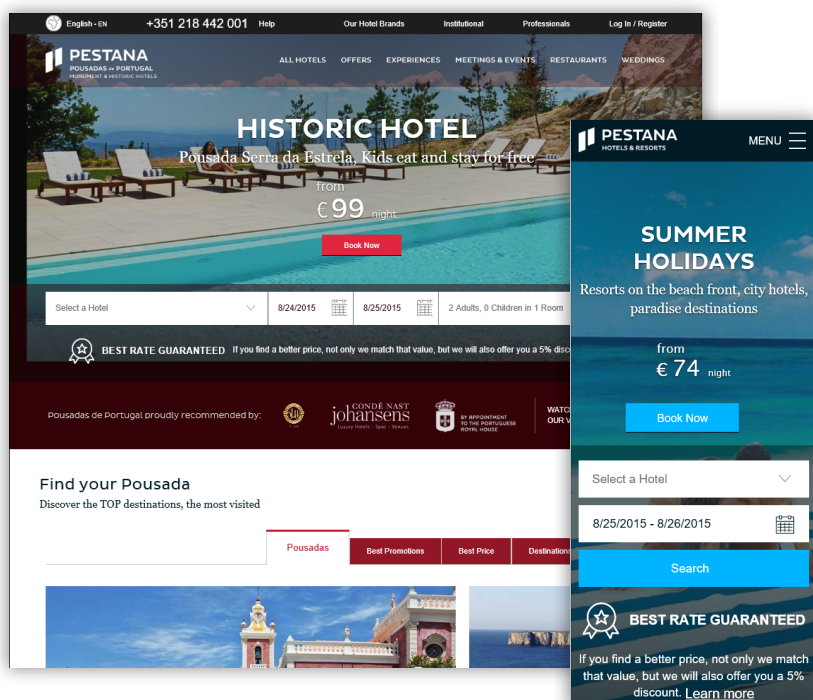 English - EN +351 218 442 001 Help Our Hotel Brands Institutional Professionals Log In / Register
PESTANA
POUSADAS DE PORTUGAL
MONUMENT & HISTORIC HOTELS
ALL HOTELS OFFERS EXPERIENCES MEETINGS & EVENTS RESTAURANTS WEDDINGS
HISTORIC HOTEL
Pousada Serra da Estrela, Kids eat and stay for free
from
€ 99 night
Book Now
Select a Hotel 8/24/2015 8/25/2015 2 Adults, 0 Children in 1 Room
BEST RATE GUARANTEED If you find a better price, not only we match that value, but we will also offer you a 5% disco
Pousadas de Portugal proudly recommended by:
CONDÉ NAST
johansens
Luxury Hotels - Spas - Venues
BY APPOINTMENT
TO THE PORTUGUESE
ROYAL HOUSE
WATC
OUR V
Find your Pousada
Discover the TOP destinations, the most visited
Pousadas Best Promotions Best Price Destinations
PESTANA
HOTELS & RESORTS
MENU
SUMMER
HOLIDAYS
Resorts on the beach front, city hotels,
paradise destinations
from
€ 74 night
Book Now
Select a Hotel
8/25/2015 - 8/26/2015
Search
BEST RATE GUARANTEED
If you find a better price, not only we match
that value, but we will also offer you a 5%
discount. Learn more